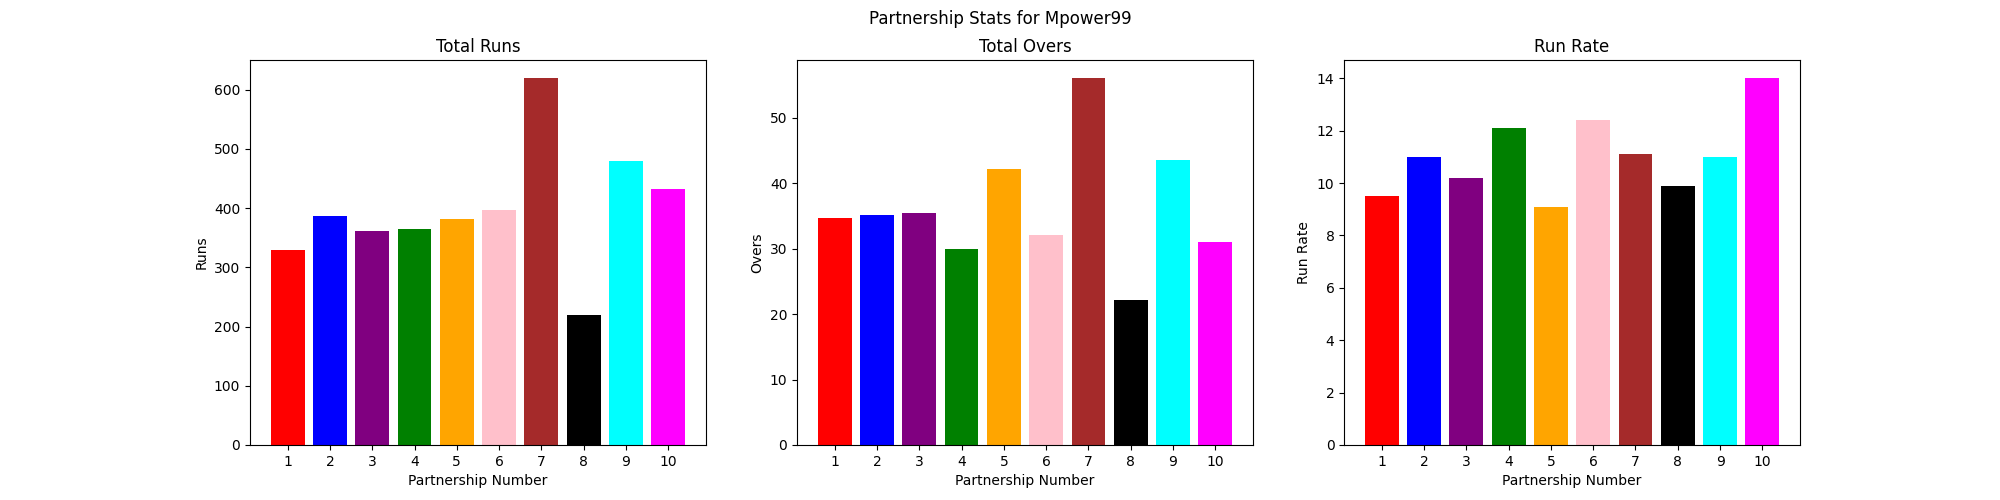 Partnership Stats for Mpower99
Total Runs
Runs
600
500
400
300
200
100
0
1 2 3 4 5 6 7 8 9 10
Partnership Number
Total Overs
Overs
50
40
30
20
10
0
1 2 3 4 5 6 7 8 9 10
Partnership Number
Run Rate
Run Rate
14
12
10
8
6
4
2
0
1 2 3 4 5 6 7 8 9 10
Partnership Number